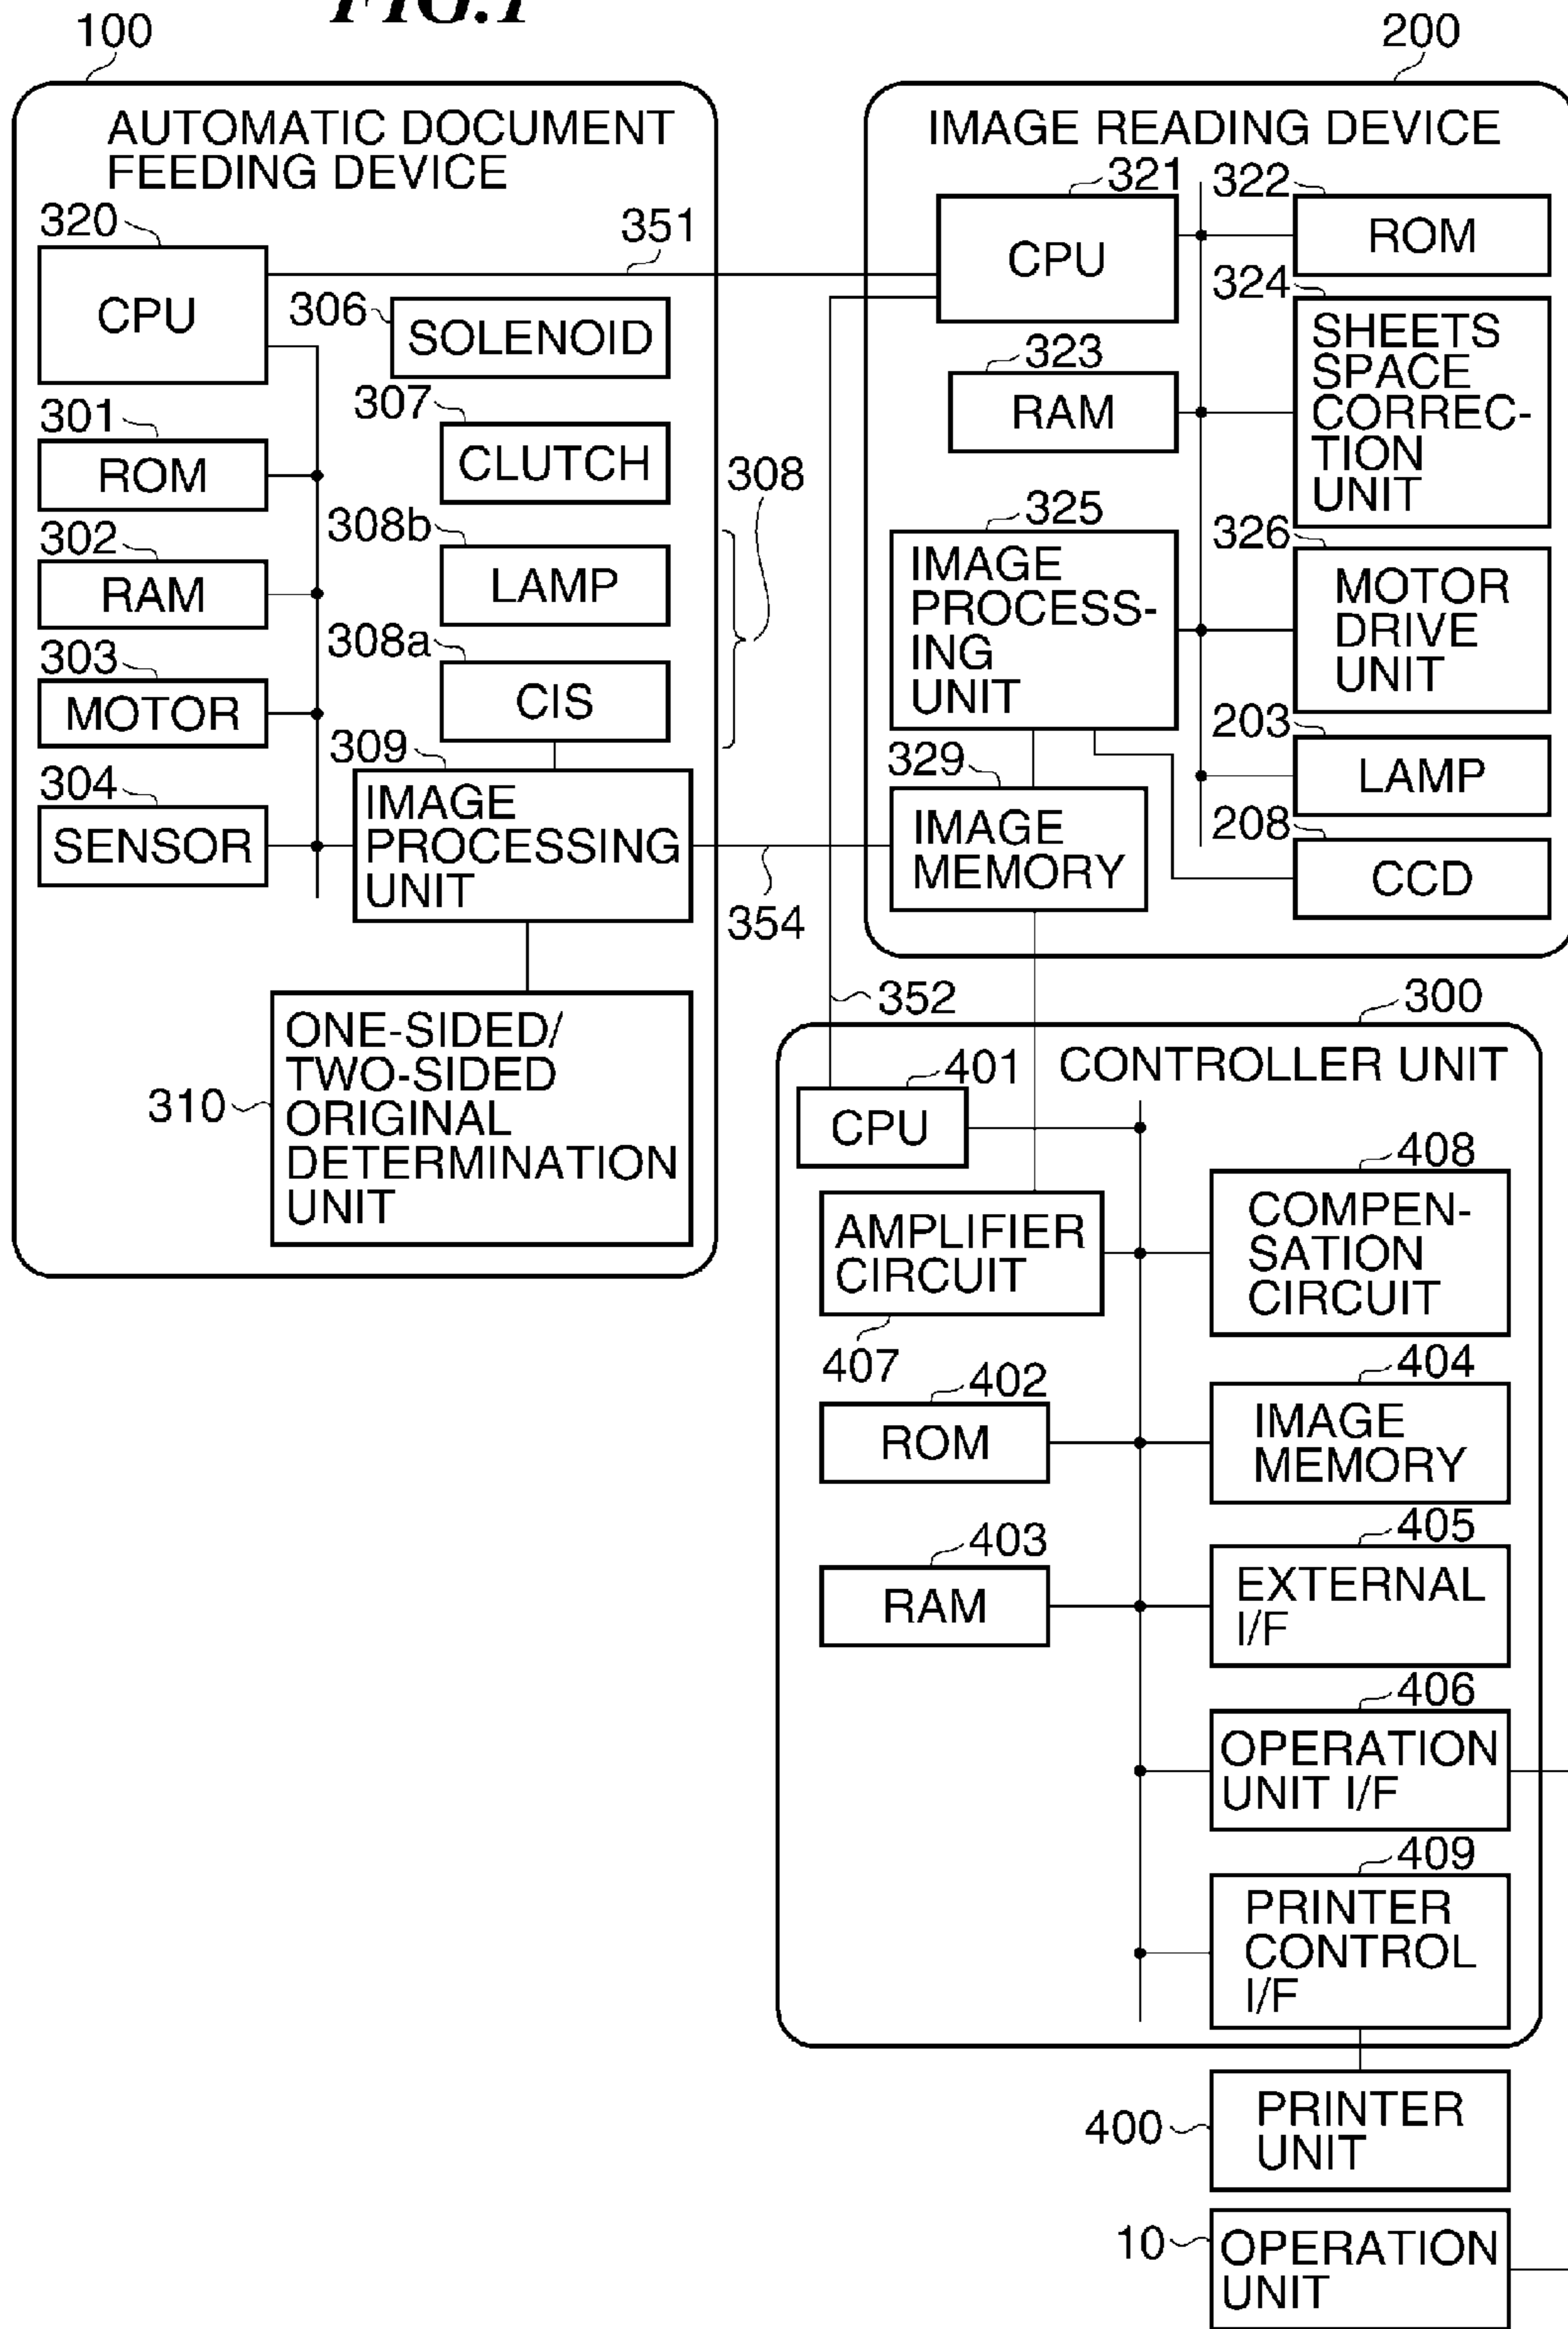 FIG.1
100
AUTOMATIC DOCUMENT
FEEDING DEVICE
320
CPU
351
306
SOLENOID
301
ROM
307
CLUTCH
302
RAM
308b
LAMP
308
303
MOTOR
308a
CIS
304
SENSOR
309
IMAGE
PROCESSING
UNIT
354
310
ONE-SIDED/
TWO-SIDED
ORIGINAL
DETERMINATION
UNIT
200
IMAGE READING DEVICE
321
CPU
322
ROM
323
RAM
324
SHEETS
SPACE
CORREC-
TION
UNIT
325
IMAGE
PROCESS-
ING
UNIT
326
MOTOR
DRIVE
UNIT
203
LAMP
329
IMAGE
MEMORY
208
CCD
352
300
CONTROLLER UNIT
401
CPU
408
COMPEN-
SATION
CIRCUIT
AMPLIFIER
CIRCUIT
407
402
ROM
404
IMAGE
MEMORY
403
RAM
405
EXTERNAL
I/F
406
OPERATION
UNIT I/F
409
PRINTER
CONTROL
I/F
400
PRINTER
UNIT
10
OPERATION
UNIT